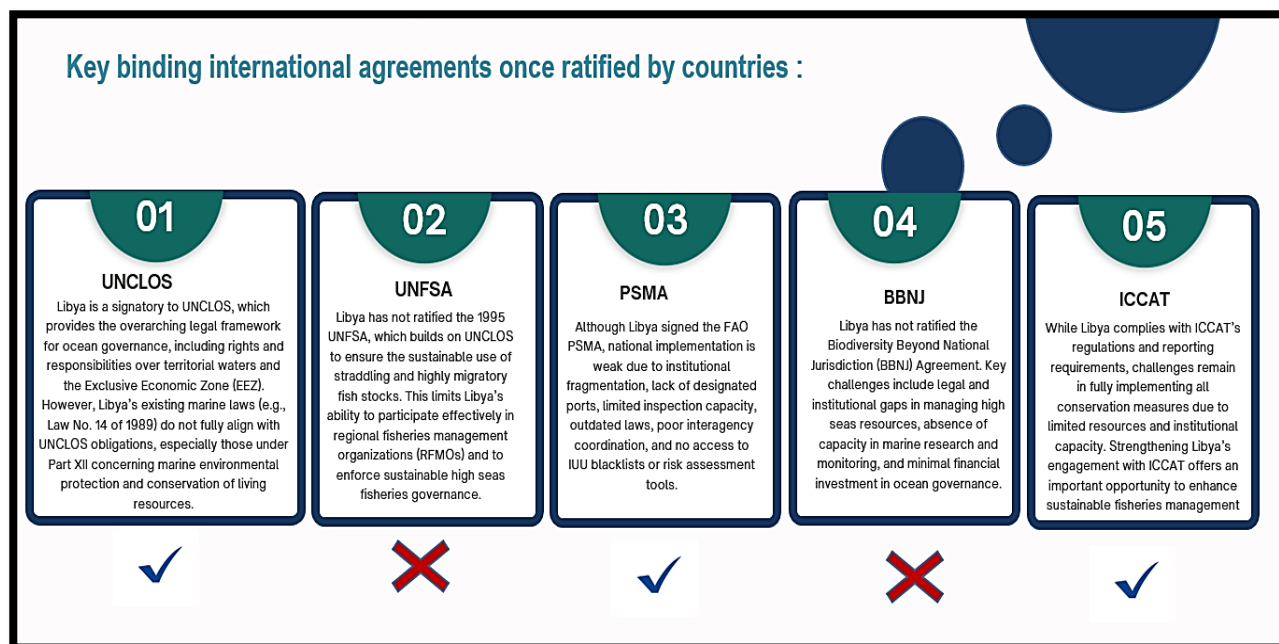 Key binding international agreements once ratified by countries :
01
UNCLOS
Libya is a signatory to UNCLOS, which
provides the overarching legal framework
for ocean governance, including rights and
responsibilities over territorial waters and
the Exclusive Economic Zone (EEZ).
However, Libya's existing marine laws (e.g.,
Law No. 14 of 1989) do not fully align with
UNCLOS obligations, especially those under
Part XII concerning marine environmental
protection and conservation of living
resources.
02
UNFSA
Libya has not ratified the 1995
UNFSA, which builds on UNCLOS
to ensure the sustainable use of
straddling and highly migratory
fish stocks. This limits Libya's
ability to participate effectively in
regional fisheries management
organizations (RFMOs) and to
enforce sustainable high seas
fisheries governance.
03
PSMA
Although Libya signed the FAO
PSMA, national implementation is
weak due to institutional
fragmentation, lack of designated
ports, limited inspection capacity,
outdated laws, poor interagency
coordination, and no access to
IUU blacklists or risk assessment
tools.
04
BBNJ
Libya has not ratified the
Biodiversity Beyond National
Jurisdiction (BBNJ) Agreement. Key
challenges include legal and
institutional gaps in managing high
seas resources, absence of
capacity in marine research and
monitoring, and minimal financial
investment in ocean governance.
05
ICCAT
While Libya complies with ICCAT's
regulations and reporting
requirements, challenges remain
in fully implementing all
conservation measures due to
limited resources and institutional
capacity. Strengthening Libya's
engagement with ICCAT offers an
important opportunity to enhance
sustainable fisheries management